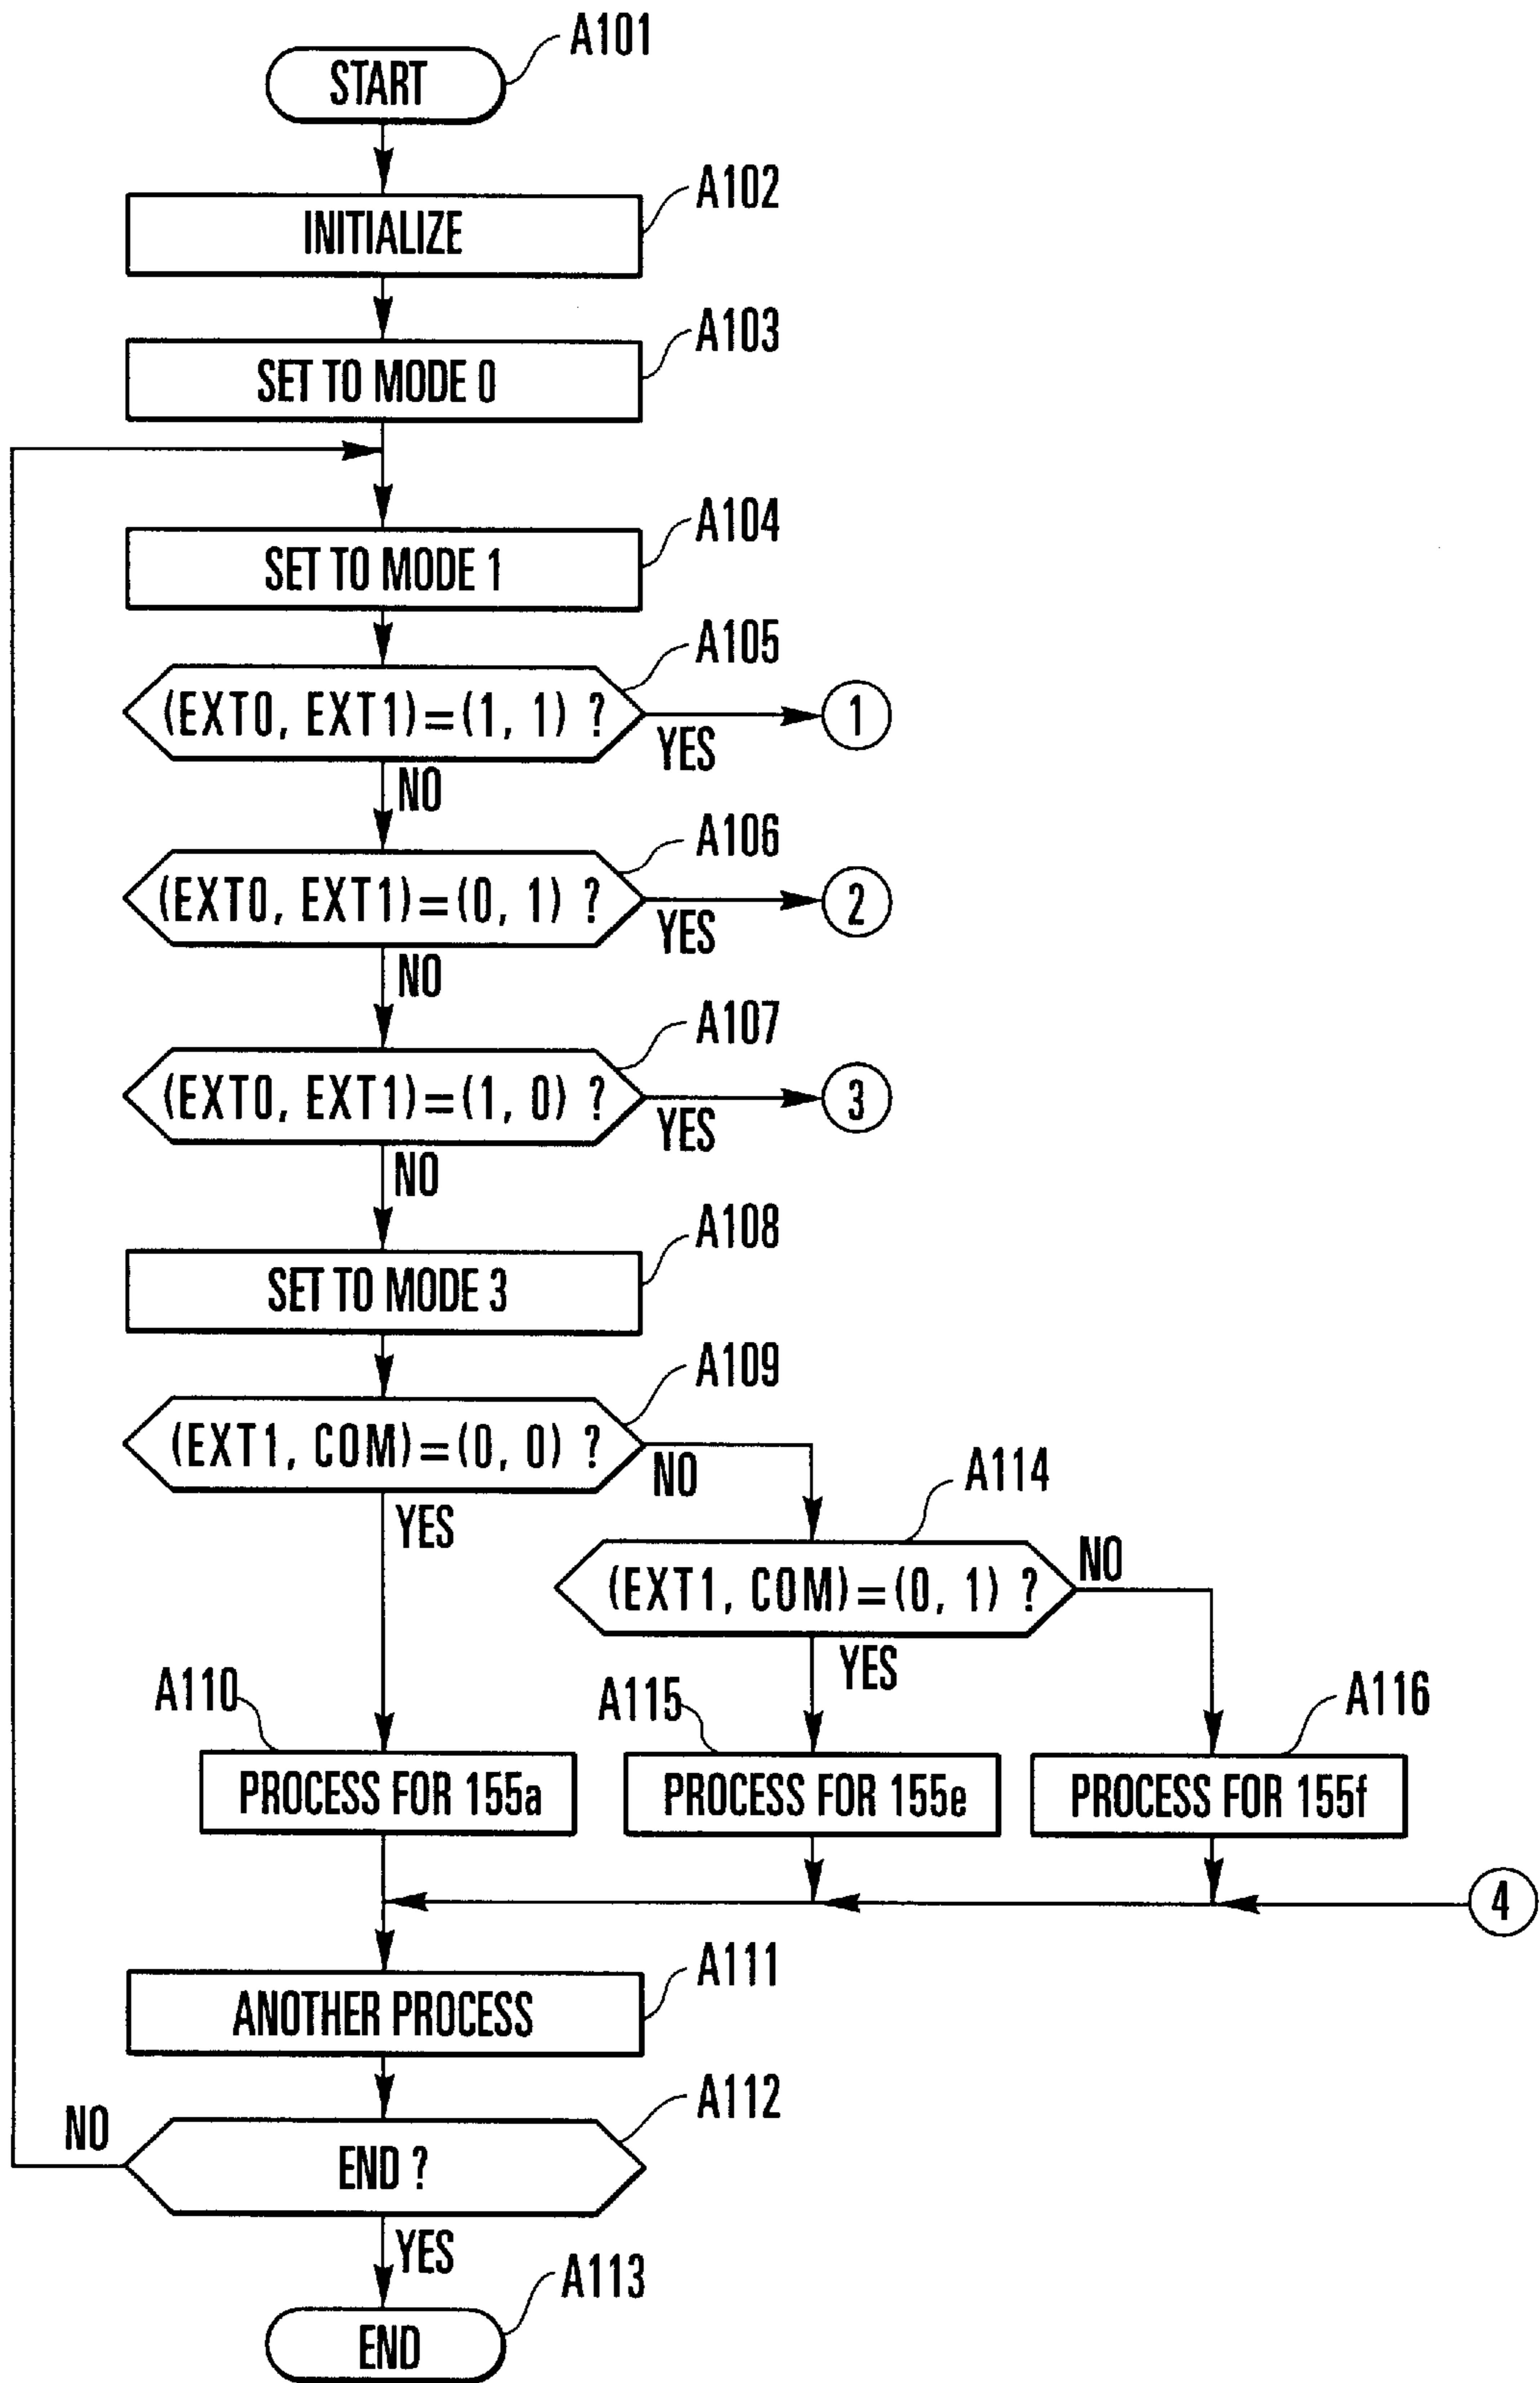 A101
START
A102
INITIALIZE
A103
SET TO MODE 0
A104
SET TO MODE 1
A105
(EXT0, EXT1)=(1, 1) ?
1
YES
NO
A106
(EXT0, EXT1)=(0, 1) ?
2
YES
NO
A107
(EXT0, EXT1)=(1, 0) ?
3
YES
NO
A108
SET TO MODE 3
A109
(EXT1, COM)=(0, 0) ?
NO
A114
YES
(EXT1, COM)=(0, 1) ?
NO
YES
A110
A115
A116
PROCESS FOR 155a
PROCESS FOR 155e
PROCESS FOR 155f
4
A111
ANOTHER PROCESS
A112
NO
END ?
YES
A113
END